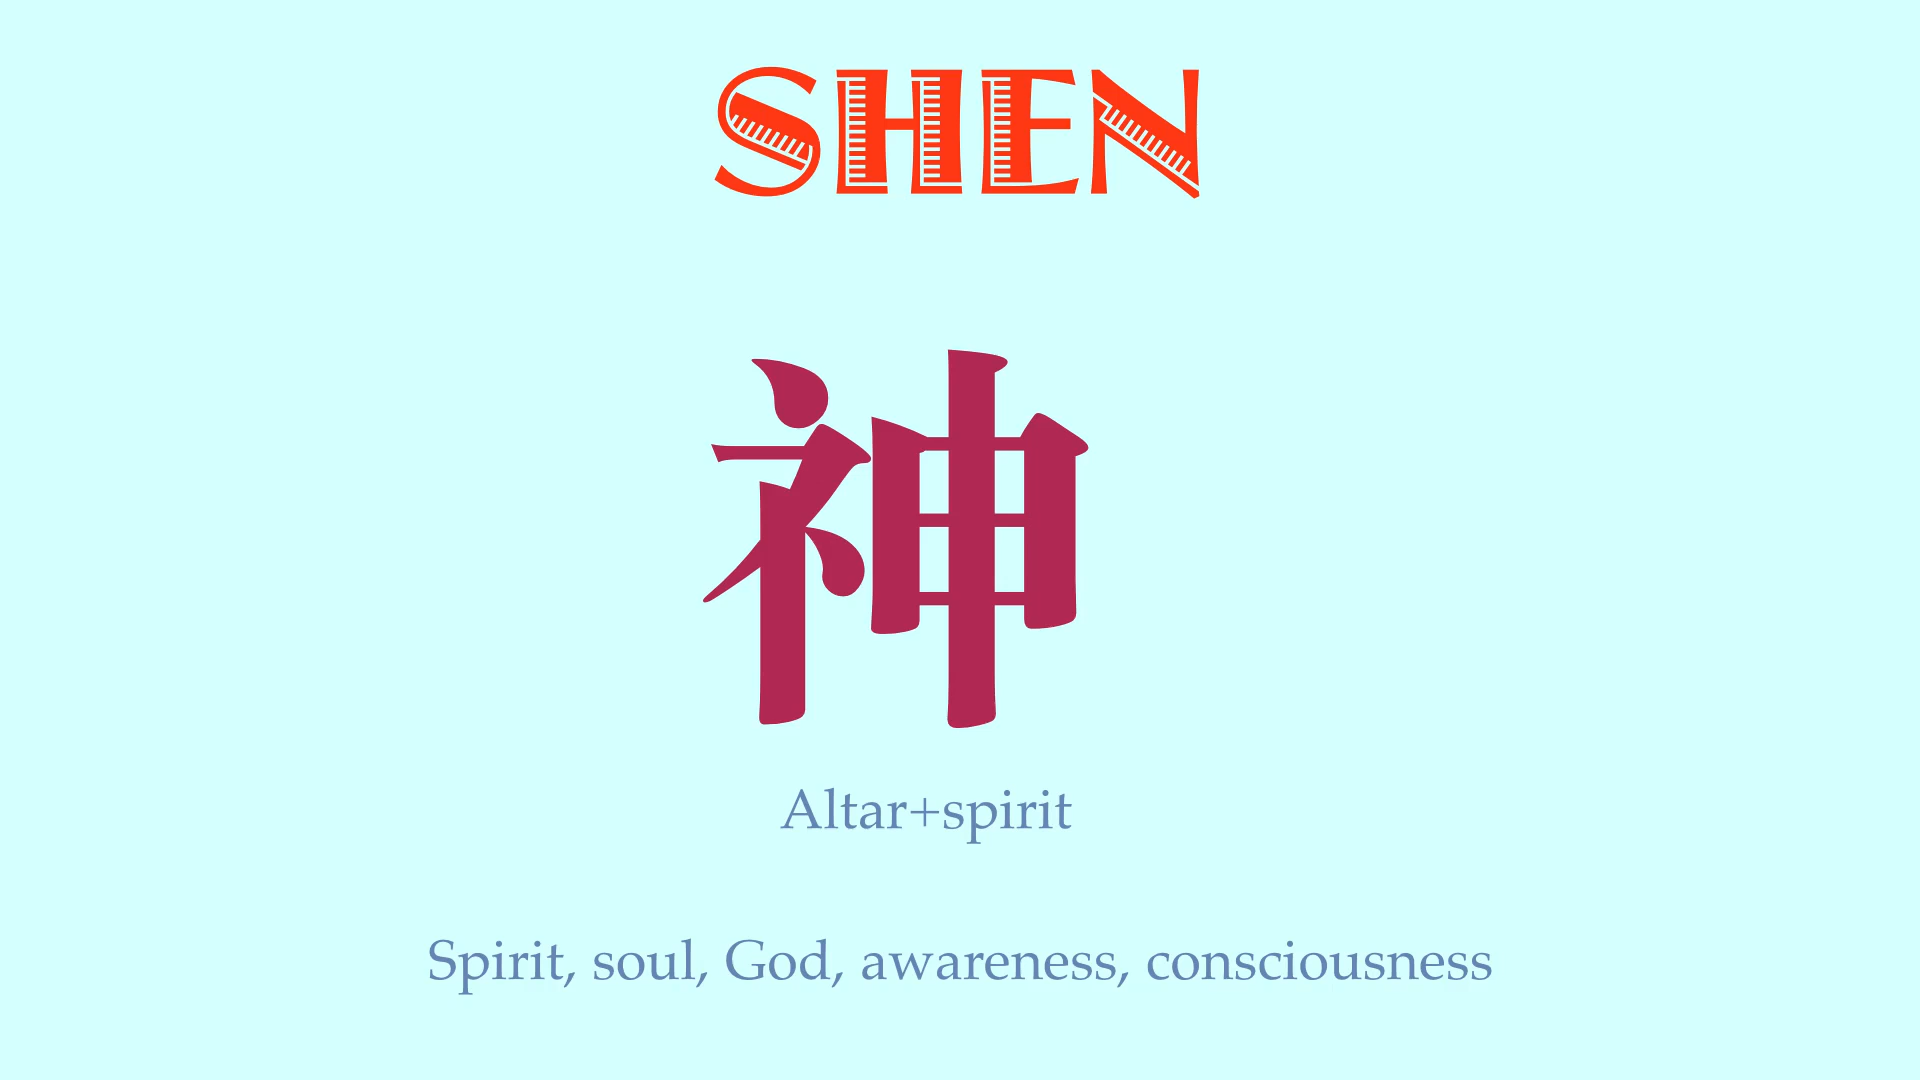 SHEN
神
Altar+spirit
Spirit, soul, God, awareness, consciousness